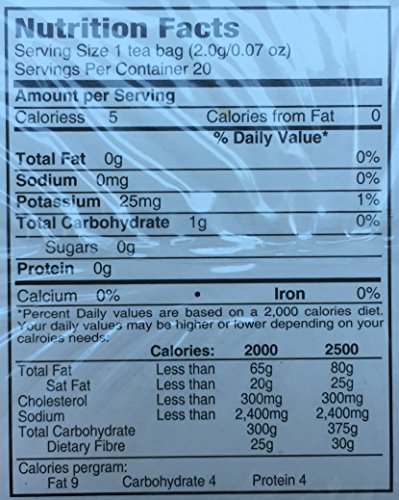 Nutrition Facts
Serving Size 1 tea bag (2.0g/0.07 oz)
Servings Per Container 20
Amount per Serving
Caloriess 5 Calories from Fat 0
% Daily Value*
Total Fat 0g 0%
Sodium 0mg 0%
Potassium 25mg 1%
Total Carbohydrate 1g 0%
Sugars 0g
Protein 0g
Calcium 0% • Iron 0%
*Percent Daily values are based on a 2,000 calories diet.
Your daily values may be higher or lower depending on your
calroies needs:
Calories: 2000 2500
Total Fat Less than 65g 80g
Sat Fat Less than 20g 25g
Cholesterol Less than 300mg 300mg
Sodium Less than 2,400mg 2,400mg
Total Carbohydrate 300g 375g
Dietary Fibre 25g 30g
Calories pergram:
Fat 9 Carbohydrate 4 Protein 4